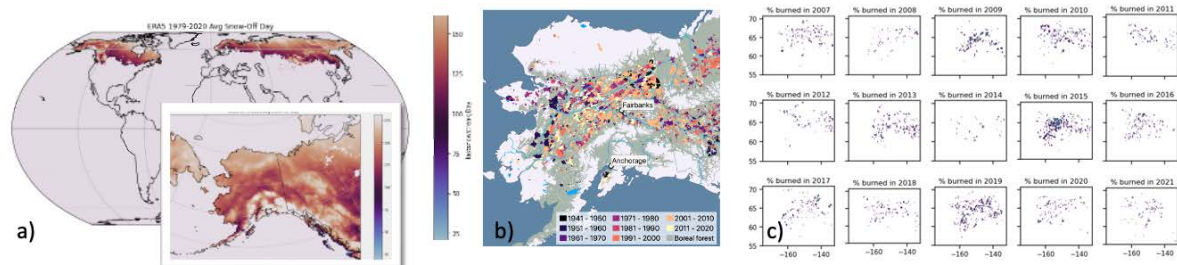 ERA5 1979-2020 Avg Snow-Off Day
150
125
100
75
50
25
a)
Fairbanks
Anchorage
1941 - 1960
1951 - 1960
1961 - 1970
1971 - 1980
1981 - 1990
1991 - 2000
2001 - 2010
2011 - 2020
Boreal forest
b)
% burned in 2007
% burned in 2008
% burned in 2009
% burned in 2010
% burned in 2011
70
65
60
55
% burned in 2012
% burned in 2013
% burned in 2014
% burned in 2015
% burned in 2016
70
65
60
55
% burned in 2017
% burned in 2018
% burned in 2019
% burned in 2020
% burned in 2021
70
65
60
55
−160 −140
−160 −140
−160 −140
−160 −140
−160 −140
c)